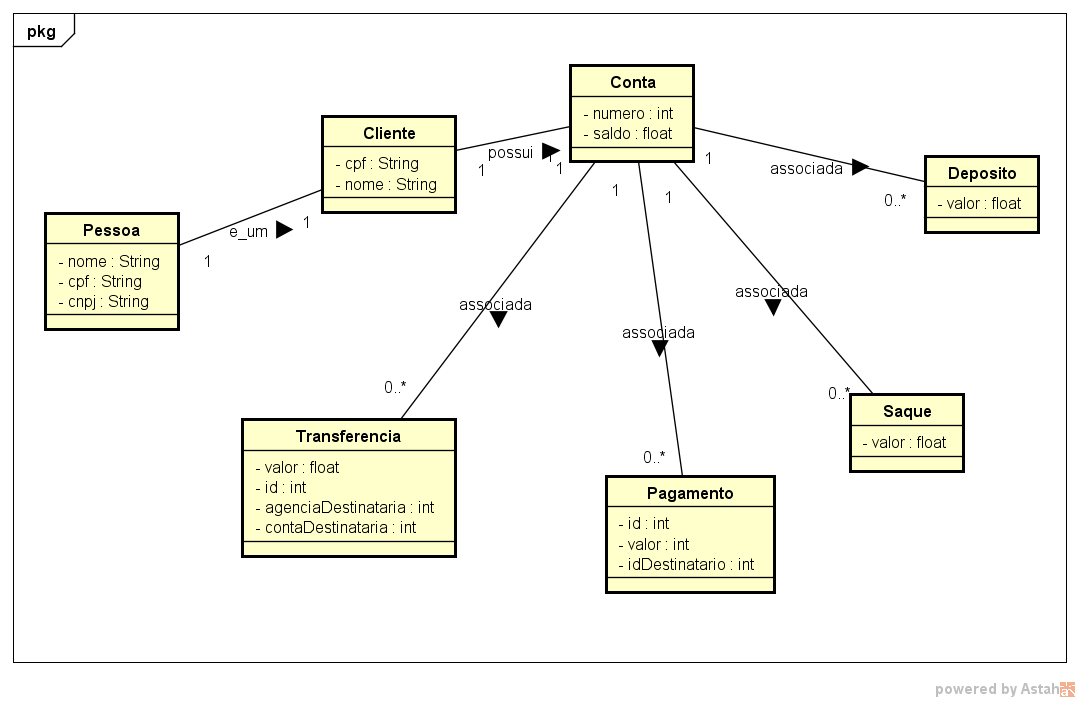 pkg
Conta
- numero : int
- saldo : float
Cliente
- cpf : String
- nome : String
possui
1
1
1
associada
1
Deposito
- valor : float
0..*
Pessoa
- nome : String
- cpf : String
- cnpj : String
e_um
1
1
1
1
associada
associada
associada
0..*
0..*
0..*
Transferencia
- valor : float
- id : int
- agenciaDestinataria : int
- contaDestinataria : int
Saque
- valor : float
Pagamento
- id : int
- valor : int
- idDestinatario : int
powered by Astah